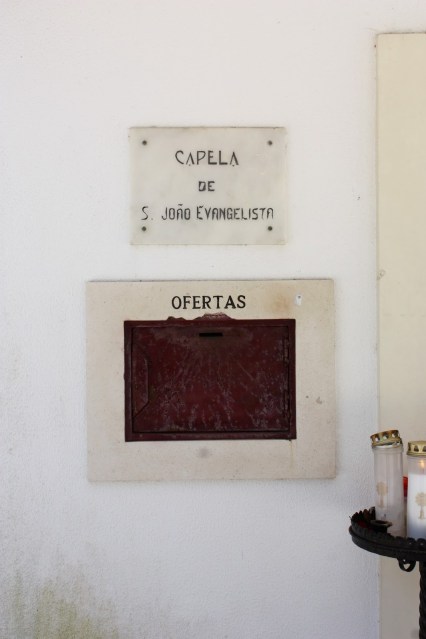 CAPELA
DE
S. JOÃO EVANGELISTA
OFERTAS